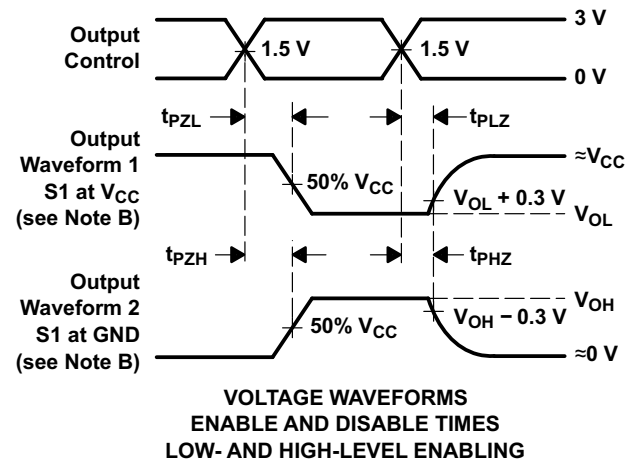 Output
Control
1.5 V
1.5 V
3 V
0 V
tPZL
tPLZ
Output
Waveform 1
S1 at VCC
(see Note B)
50% VCC
≈VCC
VOL + 0.3 V
VOL
tPZH
tPHZ
Output
Waveform 2
S1 at GND
(see Note B)
50% VCC
VOH
VOH − 0.3 V
≈0 V
VOLTAGE WAVEFORMS
ENABLE AND DISABLE TIMES
LOW- AND HIGH-LEVEL ENABLING